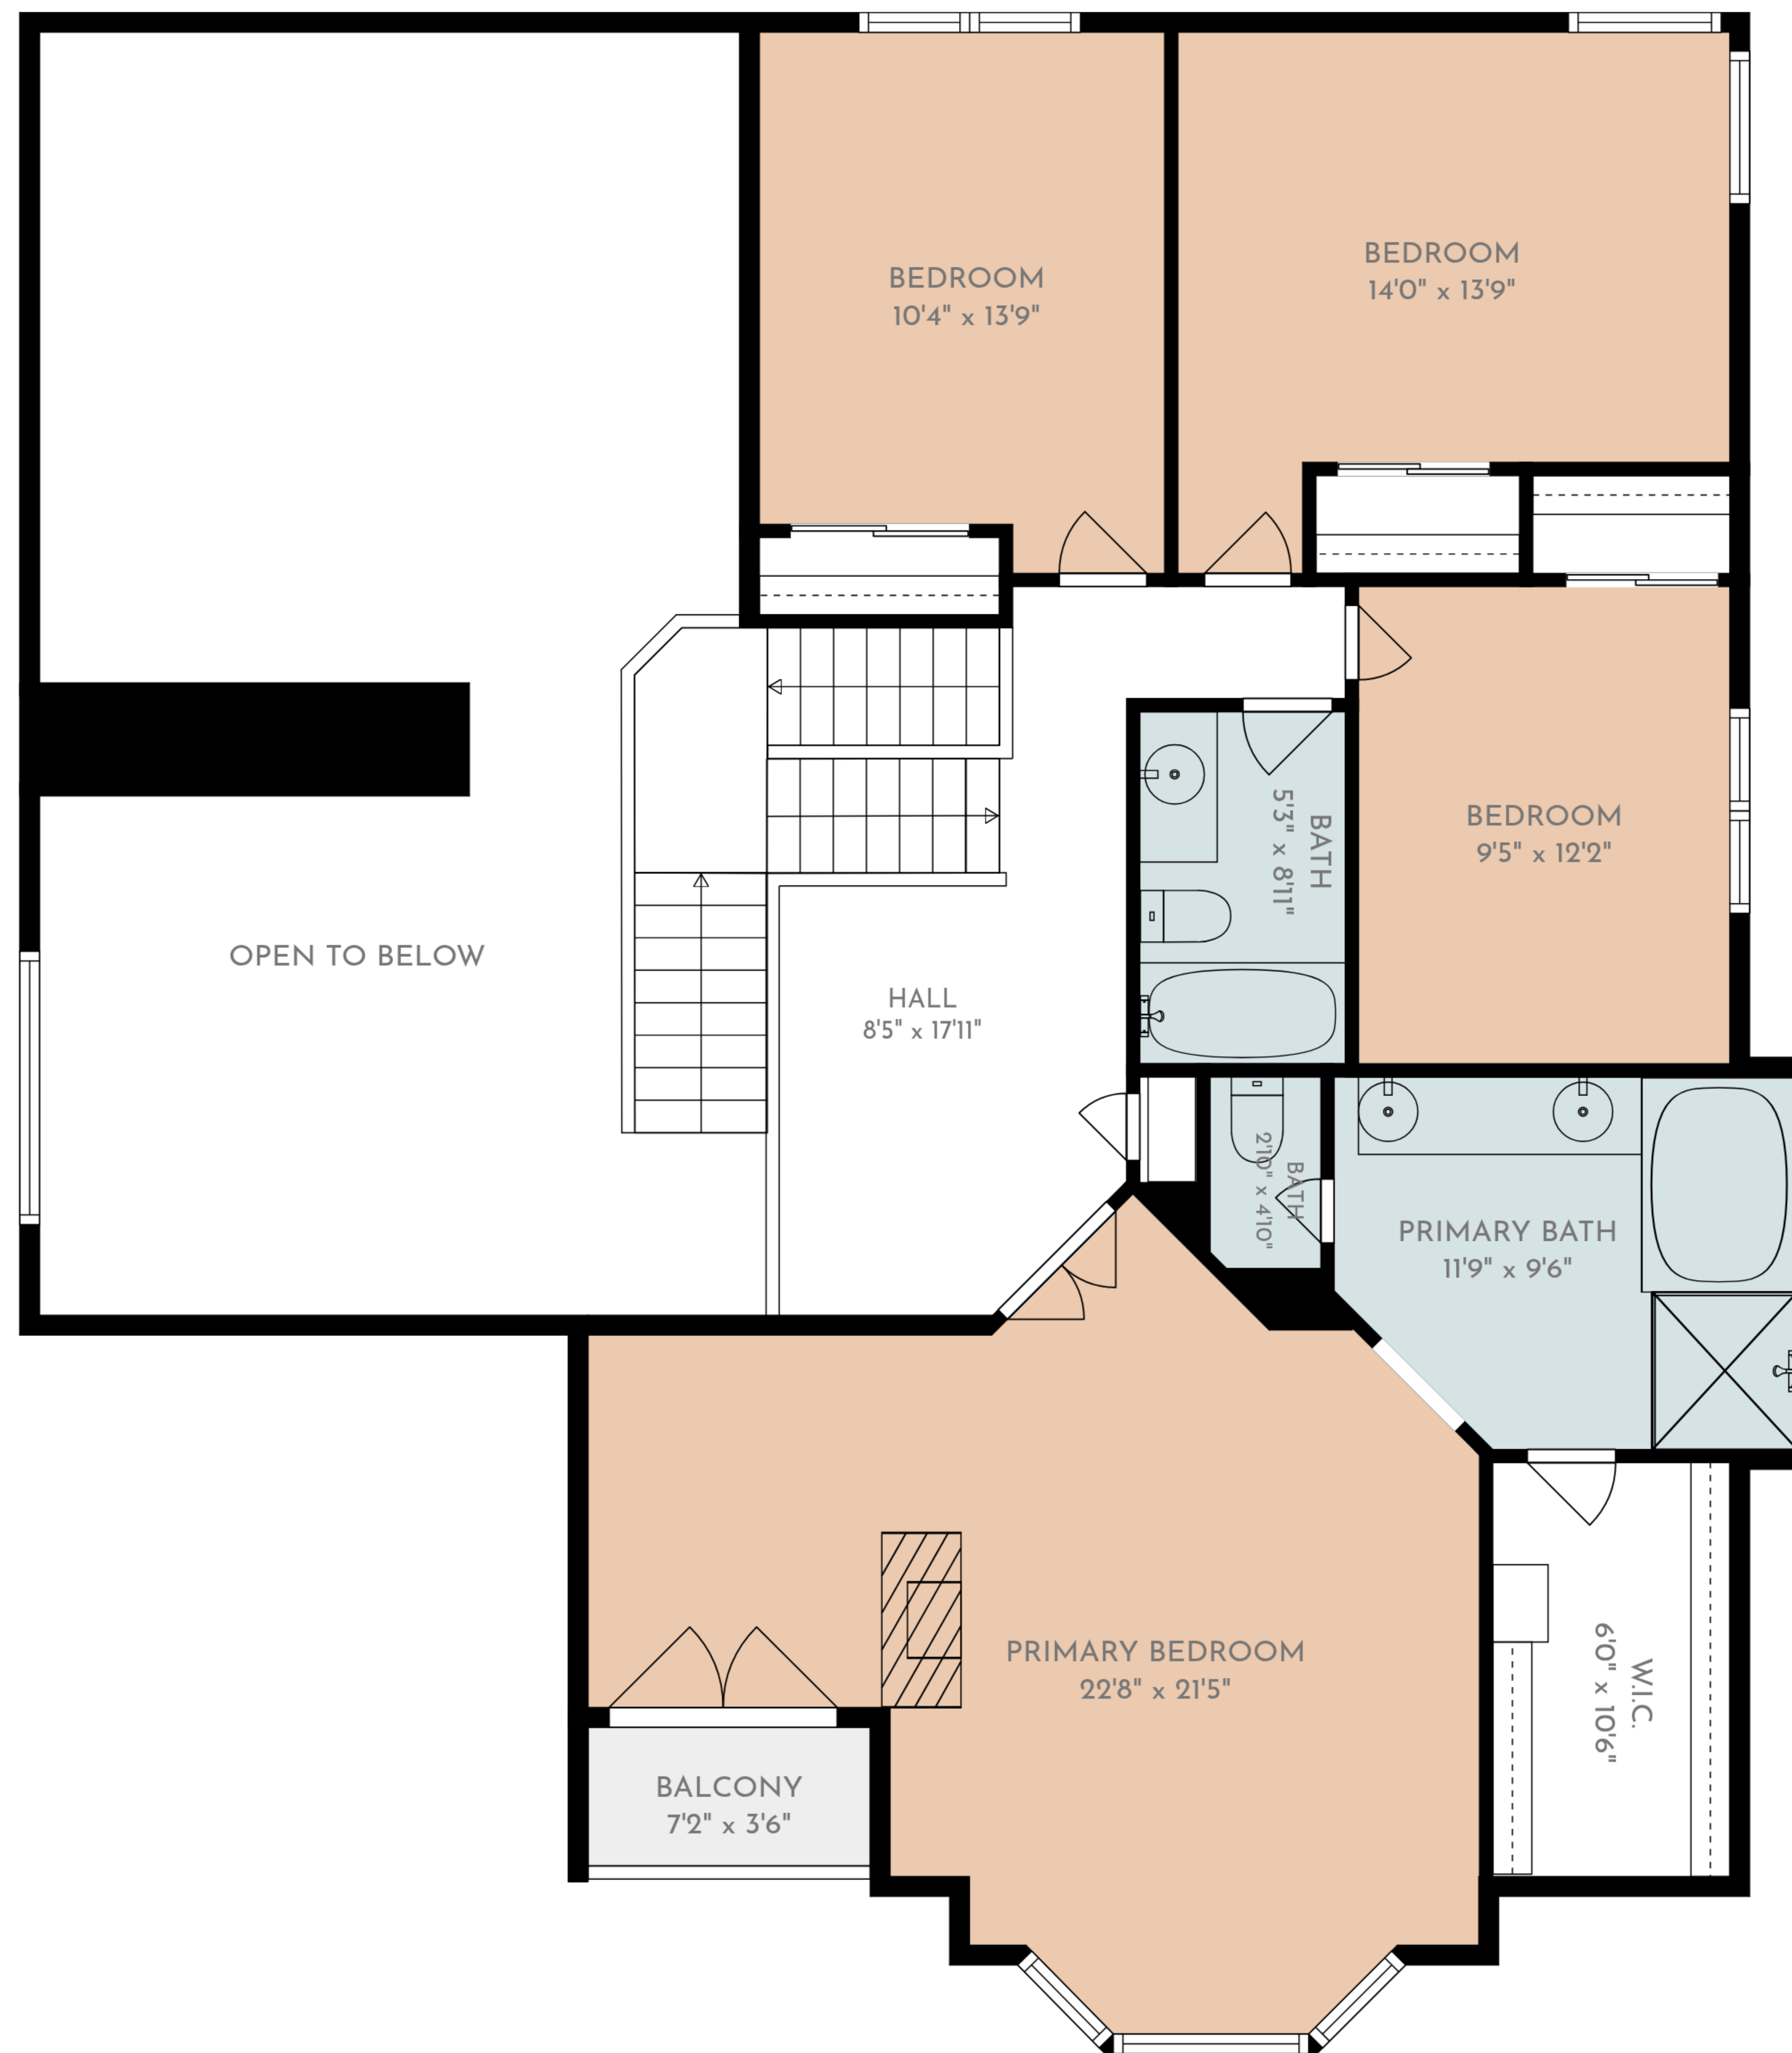 BEDROOM
10'4" x 13'9"
BEDROOM
14'0" x 13'9"
BATH
5'3" x 8'11"
BEDROOM
9'5" x 12'2"
OPEN TO BELOW
HALL
8'5" x 17'11"
BATH
2'10" x 4'10"
PRIMARY BATH
11'9" x 9'6"
PRIMARY BEDROOM
22'8" x 21'5"
W.I.C.
6'0" x 10'6"
BALCONY
7'2" x 3'6"